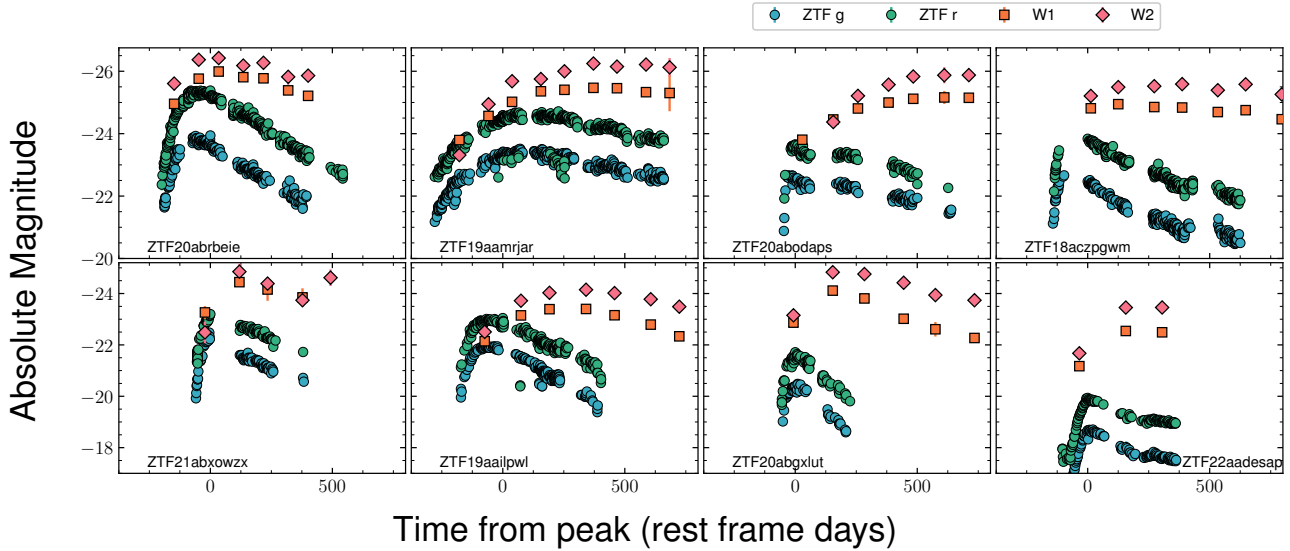 ZTF g ZTF r W1 W2
−26
−24
−22
−20
ZTF20abrbeie ZTF19aamrjar ZTF20abodaps ZTF18aczpgwm
−24
−22
−20
−18
ZTF21abxowzx ZTF19aailpwl ZTF20abgxlut ZTF22aadesap
0 500 0 500 0 500 0 500
Absolute Magnitude
Time from peak (rest frame days)